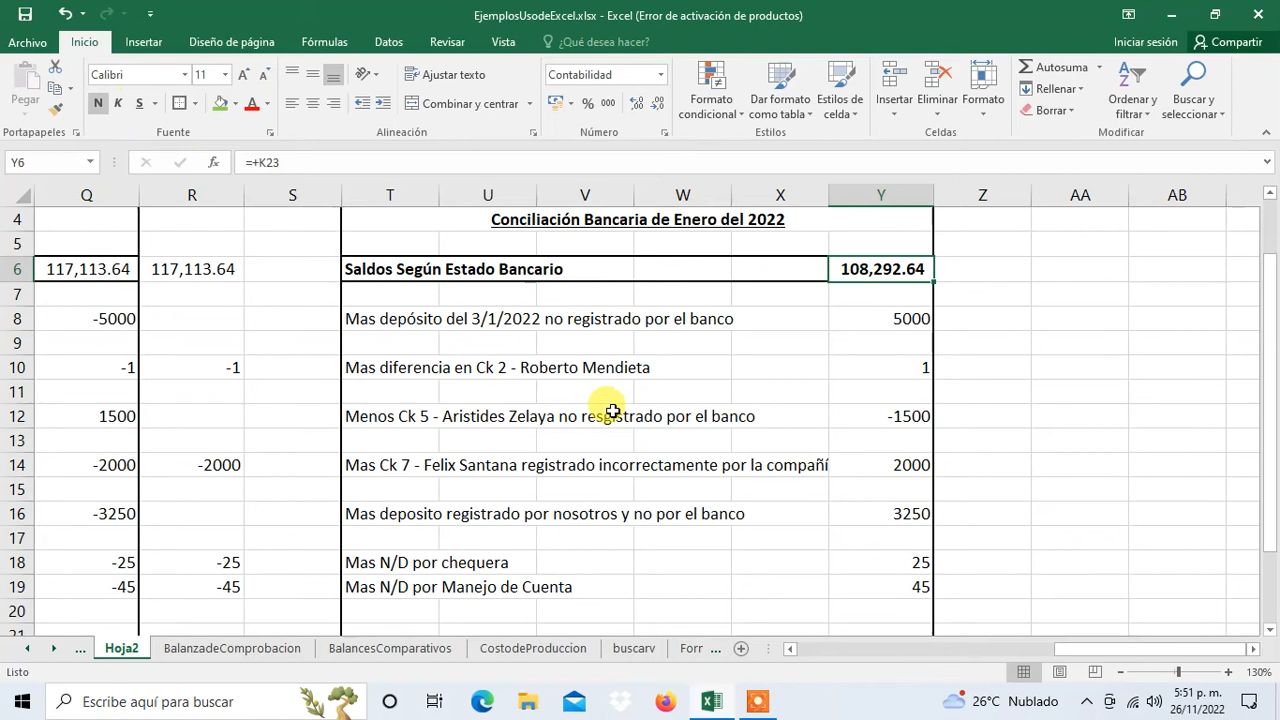 EjemplosUsodeExcel.xlsx - Excel (Error de activación de productos)
Archivo Inicio Insertar Diseño de página Fórmulas Datos Revisar Vista ¿Qué desea hacer? Iniciar sesión Compartir
Pegar
Calibri 11
N K S
Ajustar texto
Combinar y centrar
Contabilidad
% 000
Formato condicional
Dar formato como tabla
Estilos de celda
Insertar Eliminar Formato
Autosuma
Rellenar
Borrar
Ordenar y filtrar
Buscar y seleccionar
Portapapeles Fuente Alineación Número Estilos Celdas Modificar
Y6 fx =+K23
Q R S T U V W X Y Z AA AB
4 Conciliación Bancaria de Enero del 2022
5
6 117,113.64 117,113.64 Saldos Según Estado Bancario 108,292.64
7
8 -5000 Mas depósito del 3/1/2022 no registrado por el banco 5000
9
10 -1 -1 Mas diferencia en Ck 2 - Roberto Mendieta 1
11
12 1500 Menos Ck 5 - Aristides Zelaya no resgistrado por el banco -1500
13
14 -2000 -2000 Mas Ck 7 - Felix Santana registrado incorrectamente por la compañí 2000
15
16 -3250 Mas deposito registrado por nosotros y no por el banco 3250
17
18 -25 -25 Mas N/D por chequera 25
19 -45 -45 Mas N/D por Manejo de Cuenta 45
20
21
... Hoja2 BalanzadeComprobacion BalancesComparativos CostodeProduccion buscarv Forr ...
Listo 130%
Escribe aquí para buscar 26°C Nublado 5:51 p. m.
26/11/2022